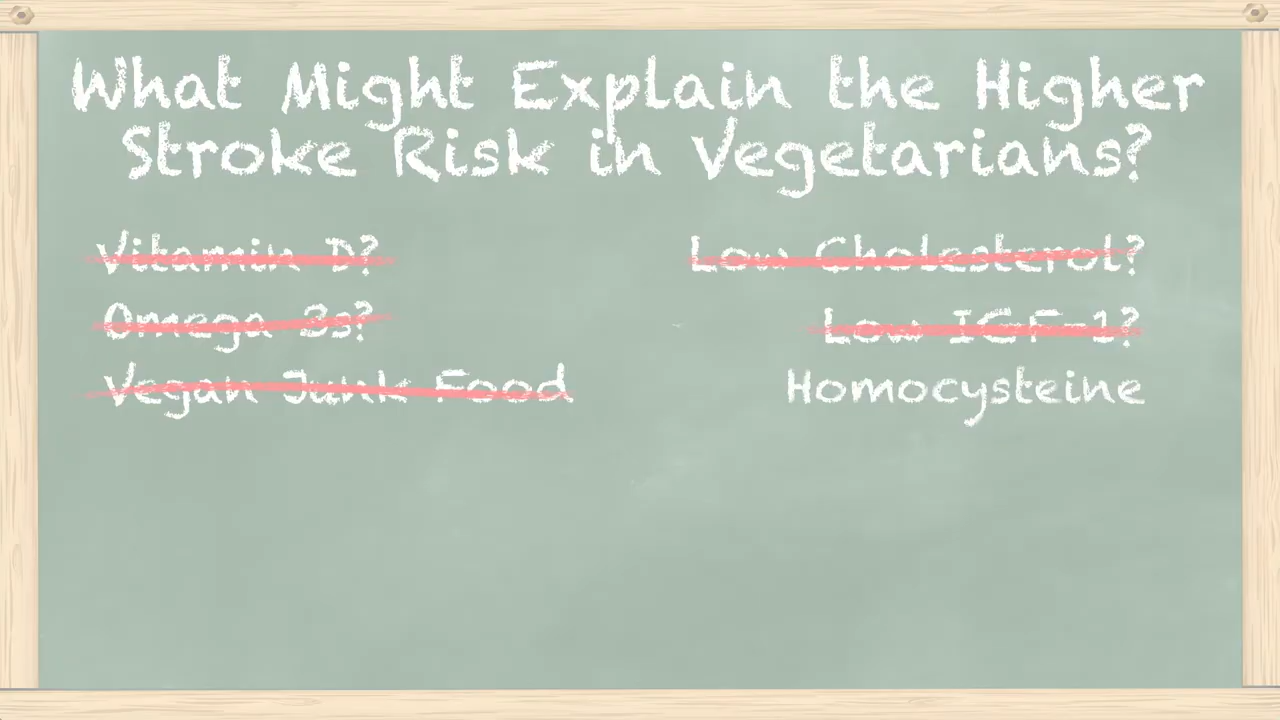 What Might Explain the Higher
Stroke Risk in Vegetarians?
Vitamin D?
Omega 3s?
Vegan Junk Food
Low Cholesterol?
Low IGF-1?
Homocysteine